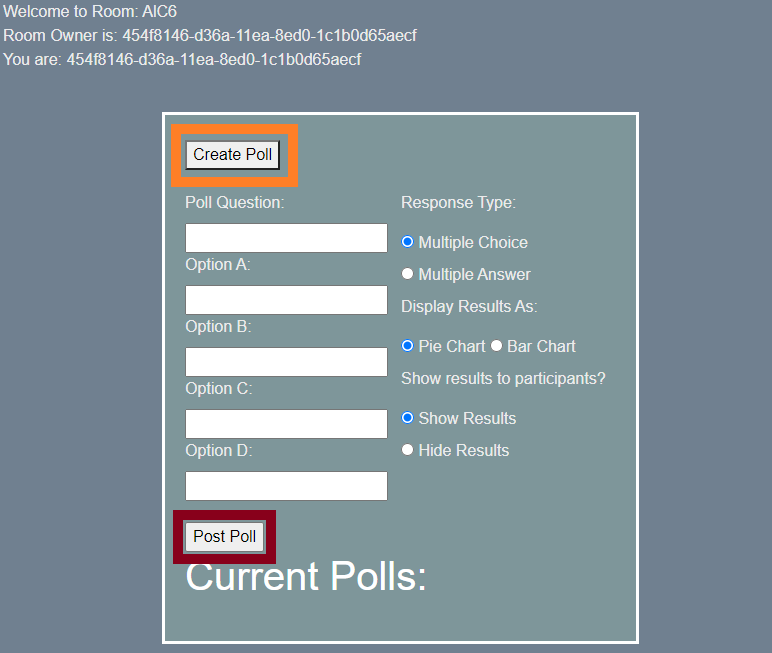 Welcome to Room: AIC6
Room Owner is: 454f8146-d36a-11ea-8ed0-1c1b0d65aecf
You are: 454f8146-d36a-11ea-8ed0-1c1b0d65aecf
Create Poll
Poll Question:
Option A:
Option B:
Option C:
Option D:
Response Type:
Multiple Choice
Multiple Answer
Display Results As:
Pie Chart Bar Chart
Show results to participants?
Show Results
Hide Results
Post Poll
Current Polls: